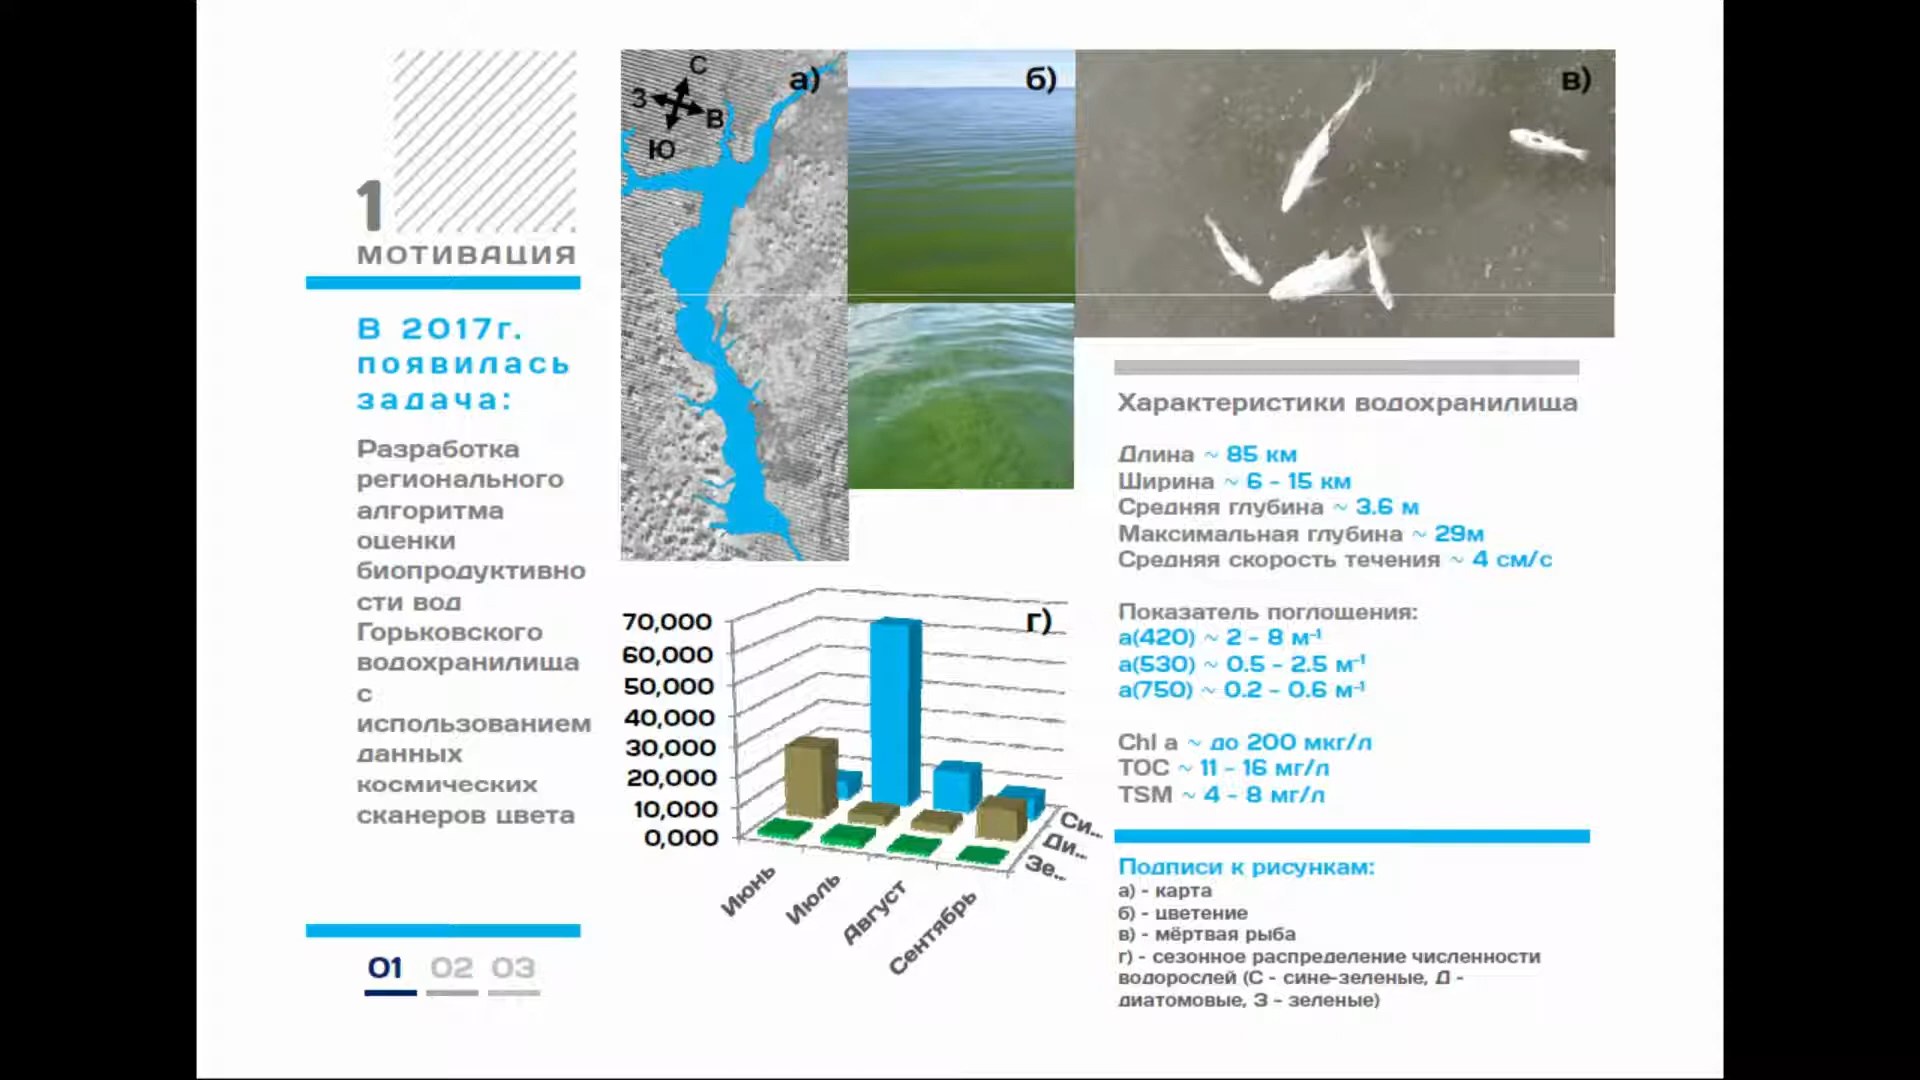 1
МОТИВАЦИЯ
В 2017г.
появилась
задача:
Разработка
регионального
алгоритма
оценки
биопродуктивно
сти вод
Горьковского
водохранилища
с
использованием
данных
космических
сканеров цвета
01 02 03
а)
С
З
В
Ю
б)
в)
г)
70,000
60,000
50,000
40,000
30,000
20,000
10,000
0,000
Июнь
Июль
Август
Сентябрь
Си...
Ди...
Зе...
Характеристики водохранилища
Длина ~ 85 км
Ширина ~ 6 - 15 км
Средняя глубина ~ 3.6 м
Максимальная глубина ~ 29м
Средняя скорость течения ~ 4 см/с
Показатель поглощения:
a(420) ~ 2 - 8 м⁻¹
a(530) ~ 0.5 - 2.5 м⁻¹
a(750) ~ 0.2 - 0.6 м⁻¹
Chl a ~ до 200 мкг/л
TOC ~ 11 - 16 мг/л
TSM ~ 4 - 8 мг/л
Подписи к рисункам:
а) - карта
б) - цветение
в) - мёртвая рыба
г) - сезонное распределение численности
водорослей (С - сине-зеленые, Д -
диатомовые, З - зеленые)